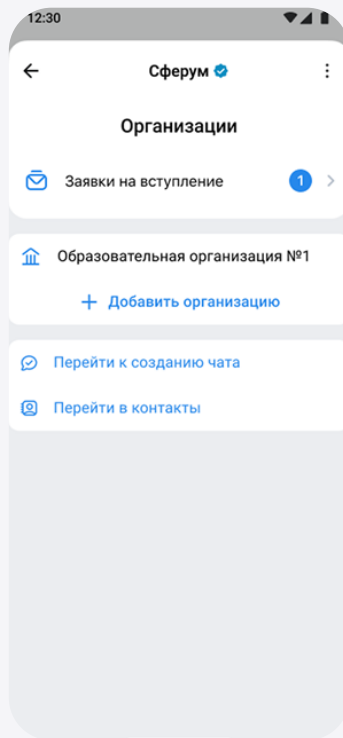 12:30
Сферум
Организации
Заявки на вступление 1
Образовательная организация №1
+ Добавить организацию
Перейти к созданию чата
Перейти в контакты